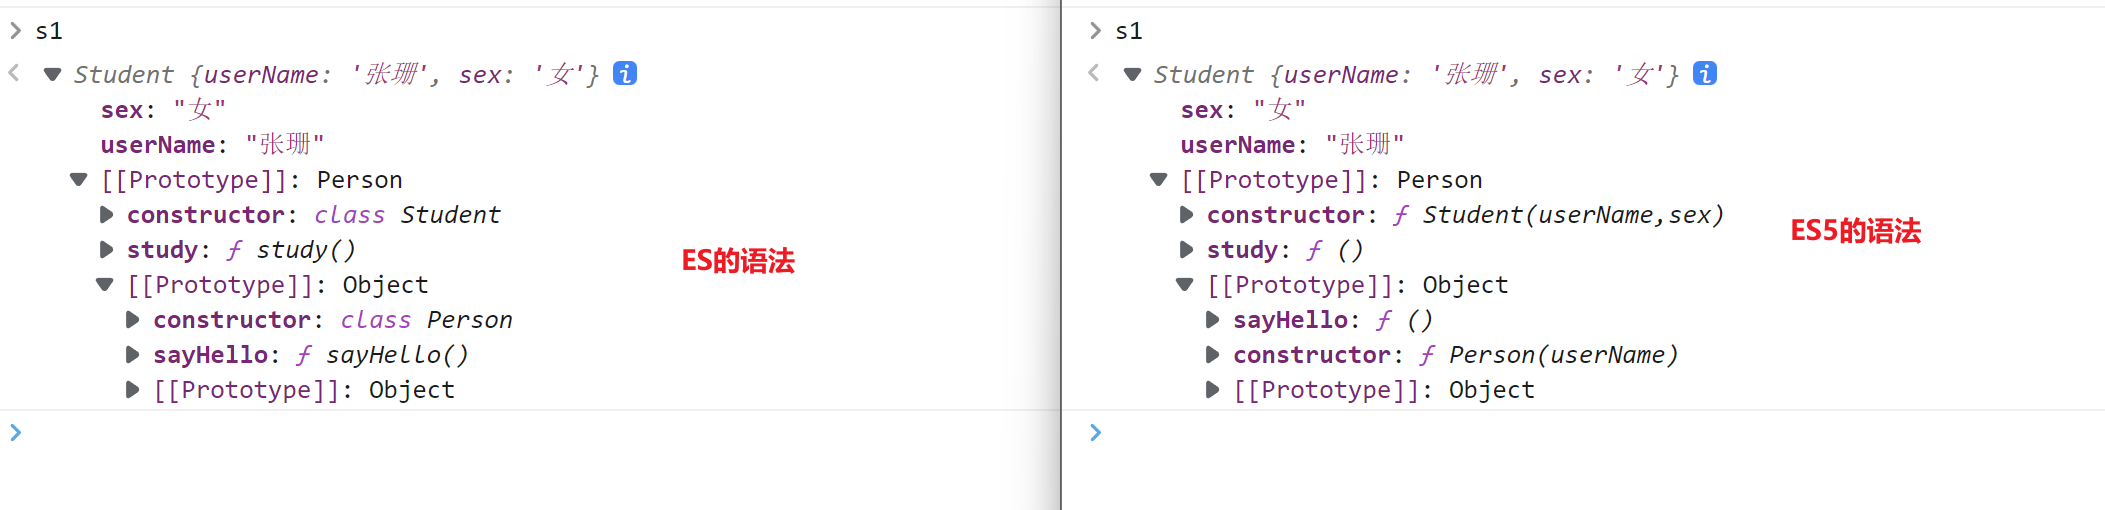 s1
Student {userName: '张珊', sex: '女'} i
sex: "女"
userName: "张珊"
[[Prototype]]: Person
constructor: class Student
study: ƒ study()
[[Prototype]]: Object
constructor: class Person
sayHello: ƒ sayHello()
[[Prototype]]: Object
ES的语法
s1
Student {userName: '张珊', sex: '女'} i
sex: "女"
userName: "张珊"
[[Prototype]]: Person
constructor: ƒ Student(userName,sex)
study: ƒ ()
[[Prototype]]: Object
sayHello: ƒ ()
constructor: ƒ Person(userName)
[[Prototype]]: Object
ES5的语法